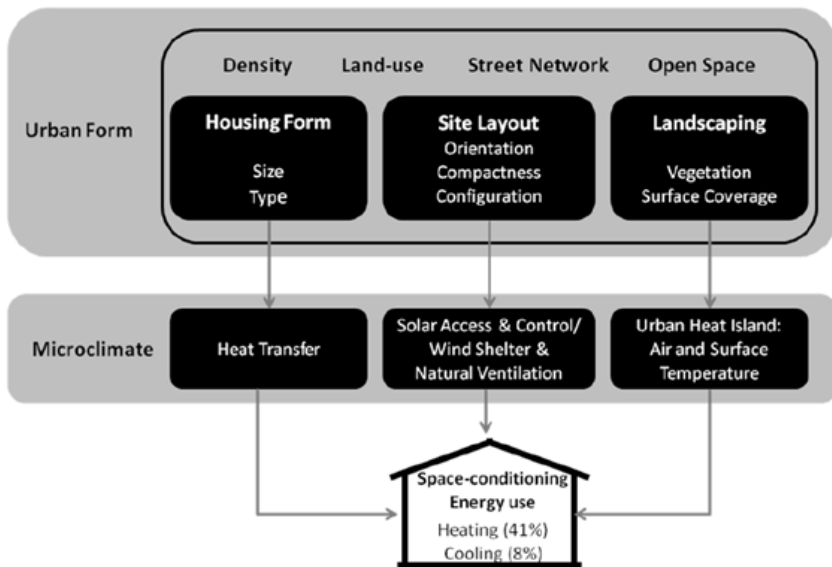 Density Land-use Street Network Open Space
Urban Form
Housing Form
Size
Type
Site Layout
Orientation
Compactness
Configuration
Landscaping
Vegetation
Surface Coverage
Microclimate
Heat Transfer
Solar Access & Control/
Wind Shelter &
Natural Ventilation
Urban Heat Island:
Air and Surface
Temperature
Space-conditioning
Energy use
Heating (41%)
Cooling (8%)